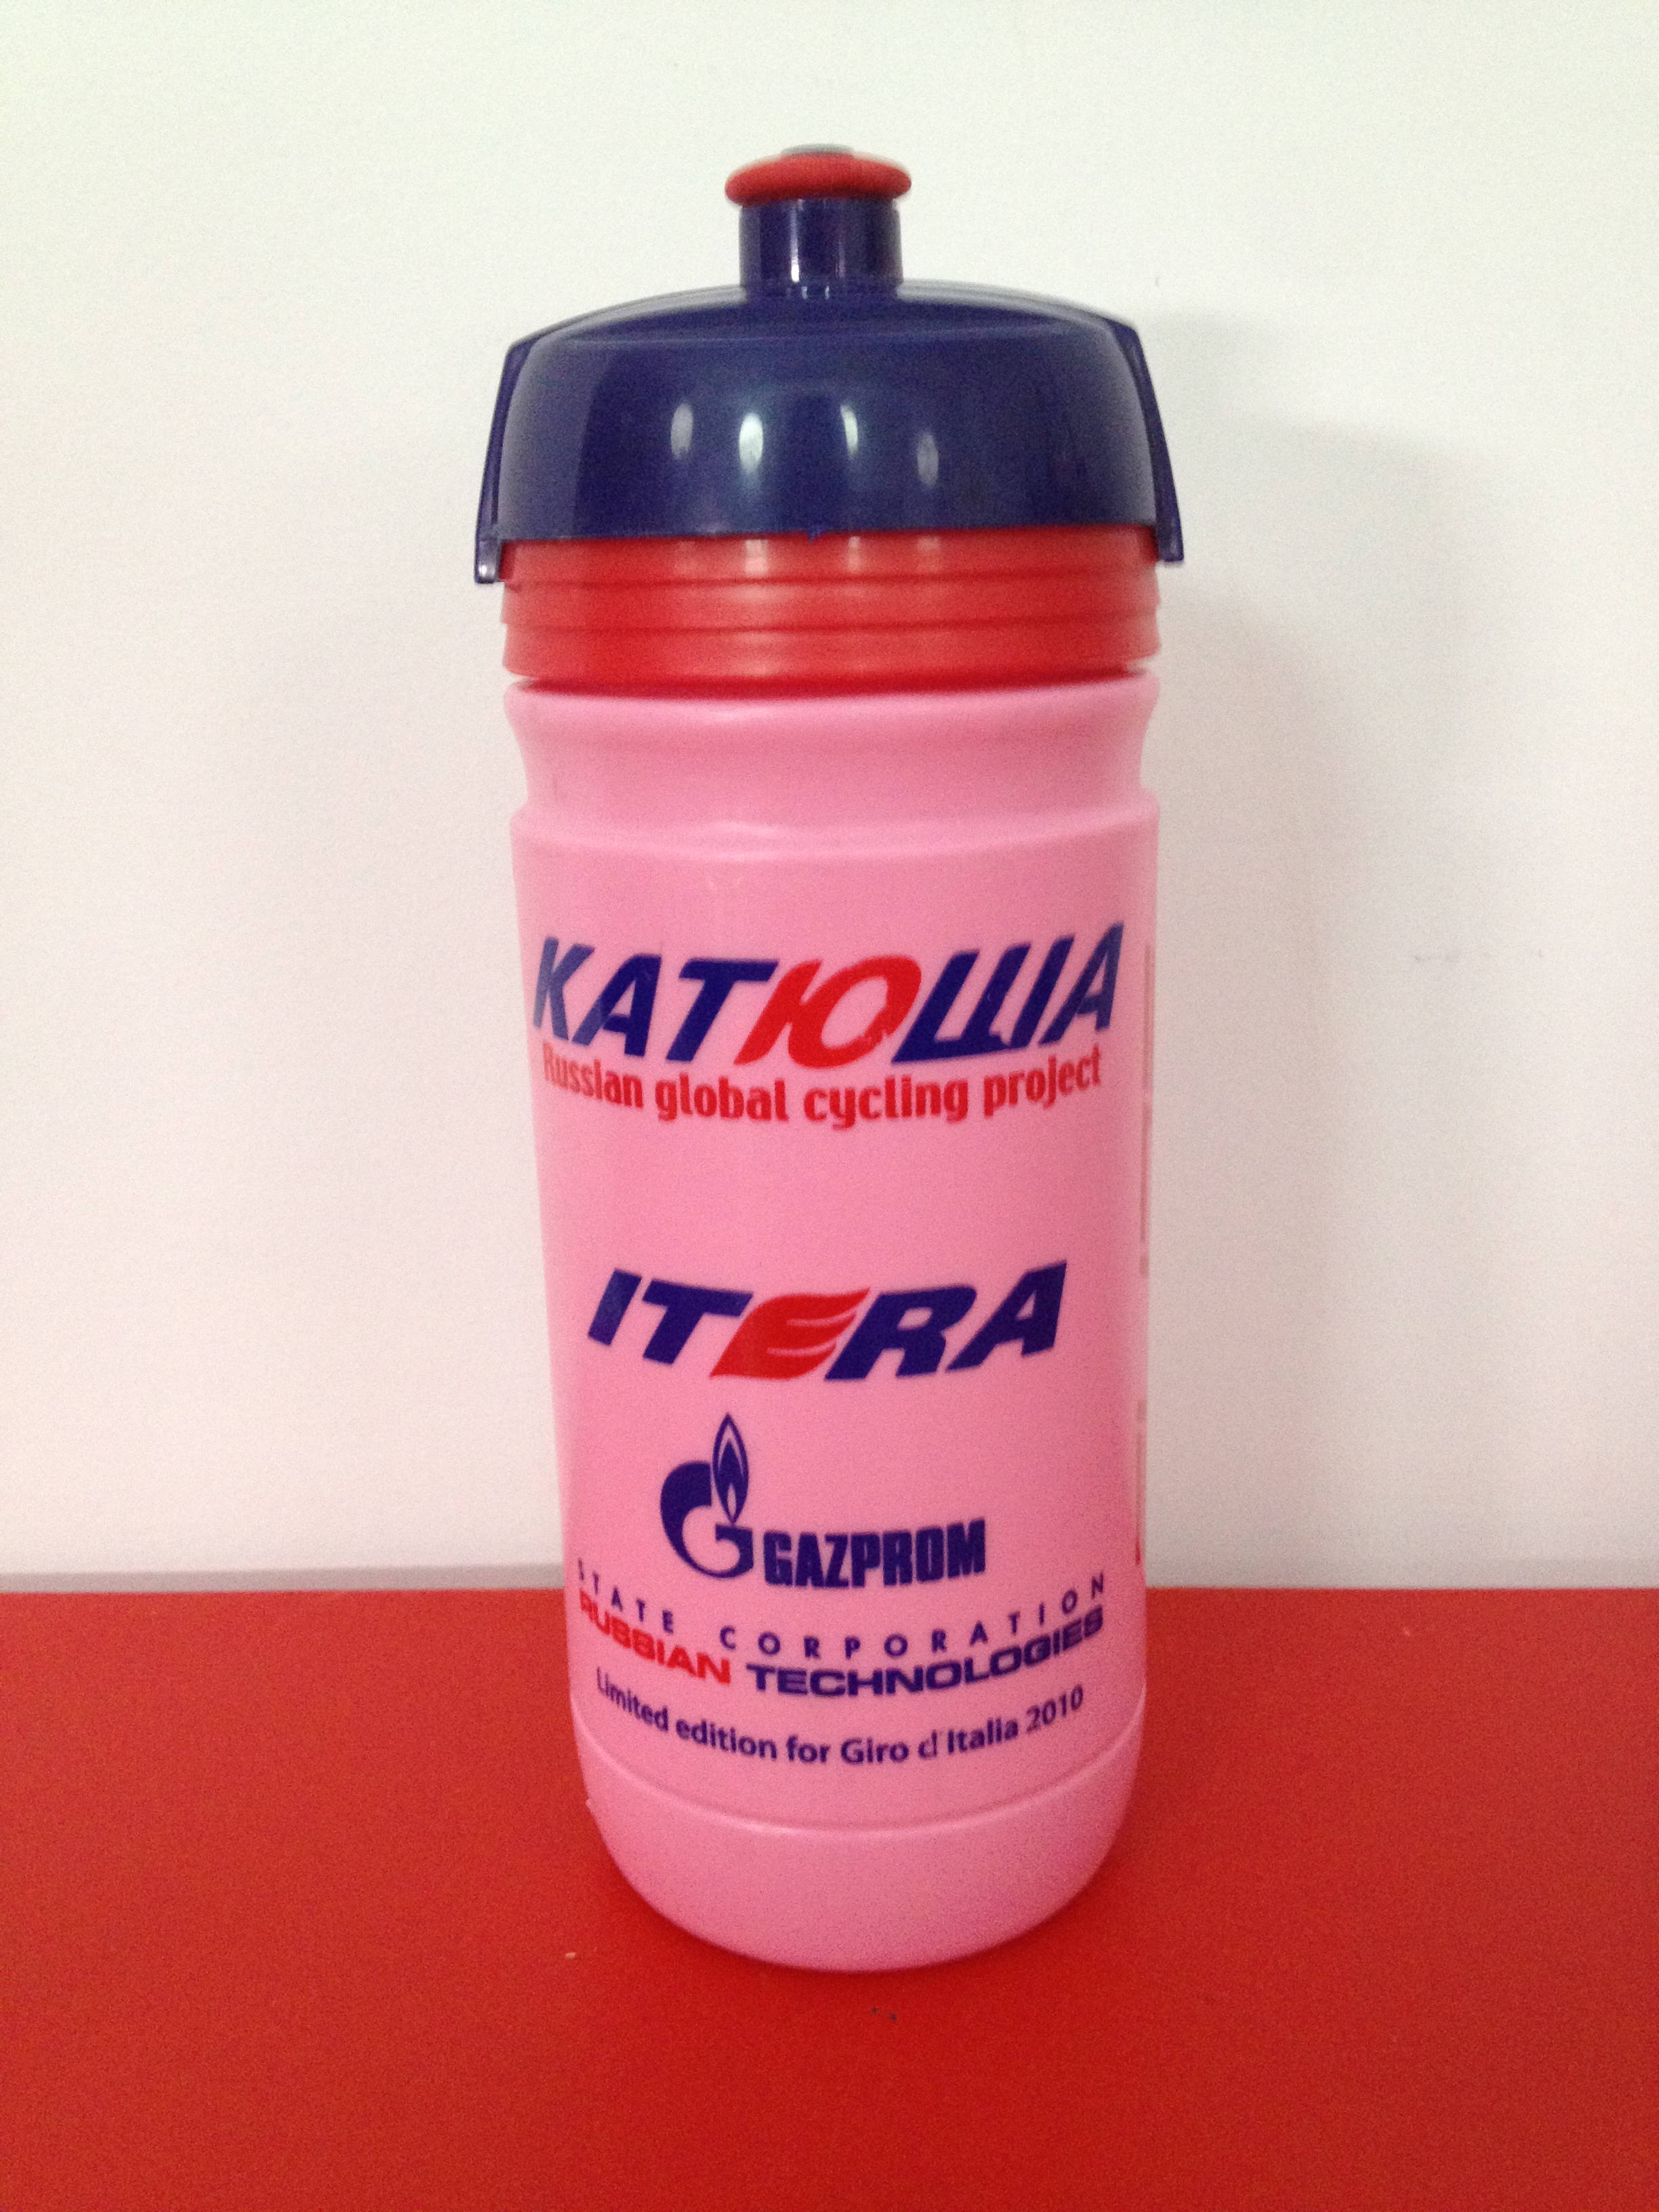 КАТЮША
Russian global cycling project
ITERA
GAZPROM
STATE CORPORATION
RUSSIAN TECHNOLOGIES
Limited edition for Giro d'Italia 2010